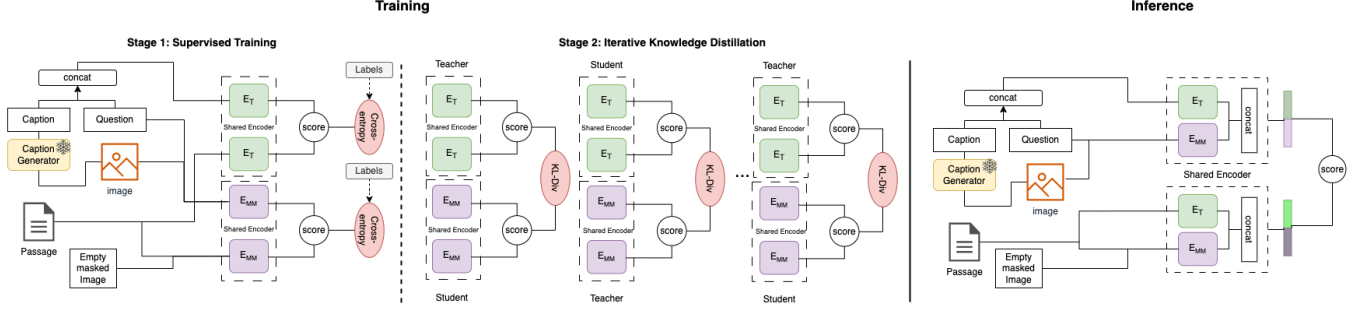 Training
Stage 1: Supervised Training
concat
Caption
Question
Caption
Generator
image
Passage
Empty
masked
Image
E_T
Shared Encoder
E_T
E_MM
Shared Encoder
E_MM
score
score
Labels
Cross-
entropy
Labels
Cross-
entropy
Stage 2: Iterative Knowledge Distillation
Teacher
E_T
Shared Encoder
E_T
E_MM
Shared Encoder
E_MM
Student
score
score
KL-Div
Student
E_T
Shared Encoder
E_T
E_MM
Shared Encoder
E_MM
Teacher
score
score
KL-Div
...
Teacher
E_T
Shared Encoder
E_T
E_MM
Shared Encoder
E_MM
Student
score
score
KL-Div
Inference
concat
Caption
Question
Caption
Generator
image
Passage
Empty
masked
Image
E_T
E_MM
concat
Shared Encoder
E_T
E_MM
concat
score